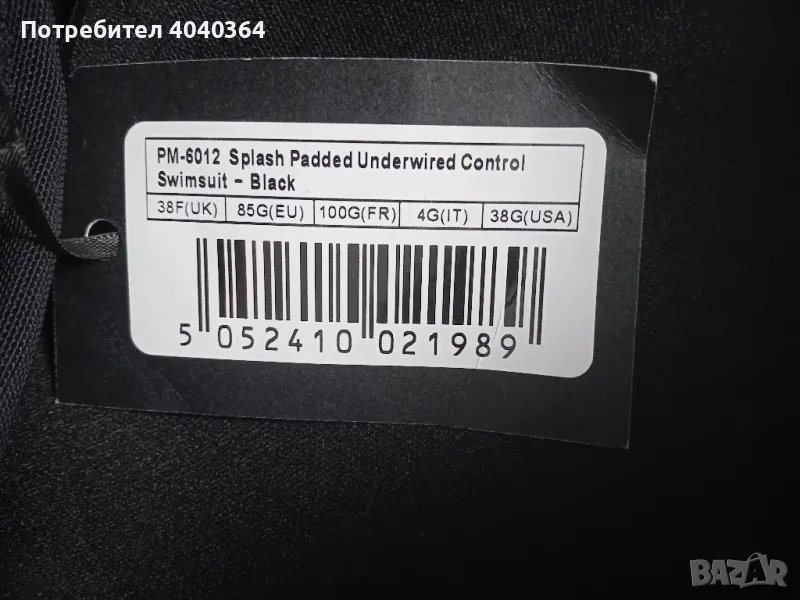 Потребител 4040364
PM-6012 Splash Padded Underwired Control
Swimsuit - Black
38F(UK) 85G(EU) 100G(FR) 4G(IT) 38G(USA)
5 052410 021989
BAZAR